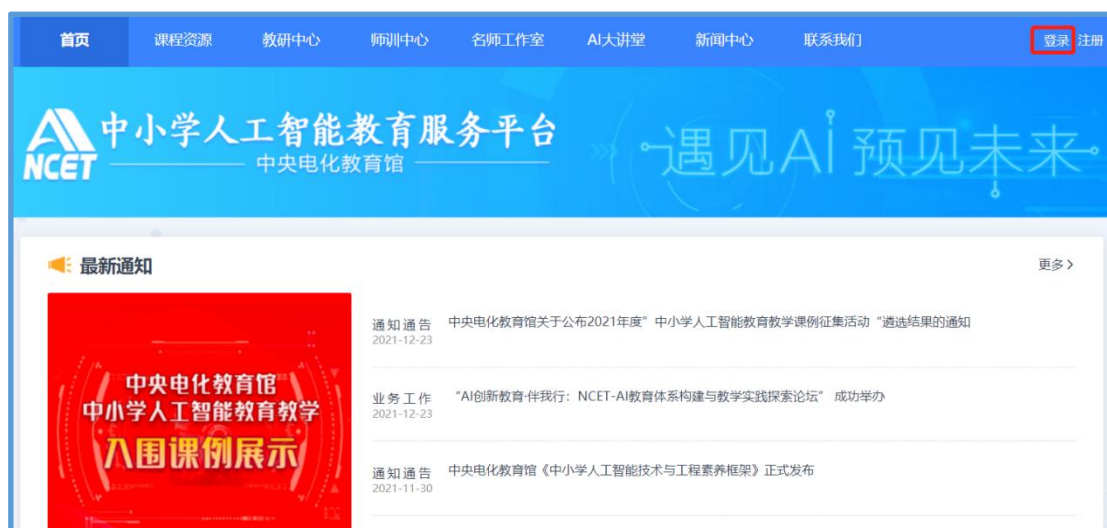 首页 课程资源 教研中心 师训中心 名师工作室 AI大讲堂 新闻中心 联系我们 登录 注册
NCET
中小学人工智能教育服务平台
中央电化教育馆
遇见AI 预见未来
最新通知
更多
中央电化教育馆
中小学人工智能教育教学
入围课例展示
通知通告 中央电化教育馆关于公布2021年度”中小学人工智能教育教学课例征集活动“遴选结果的通知
2021-12-23
业务工作 “AI创新教育·伴我行：NCET-AI教育体系构建与教学实践探索论坛” 成功举办
2021-12-23
通知通告 中央电化教育馆《中小学人工智能技术与工程素养框架》正式发布
2021-11-30